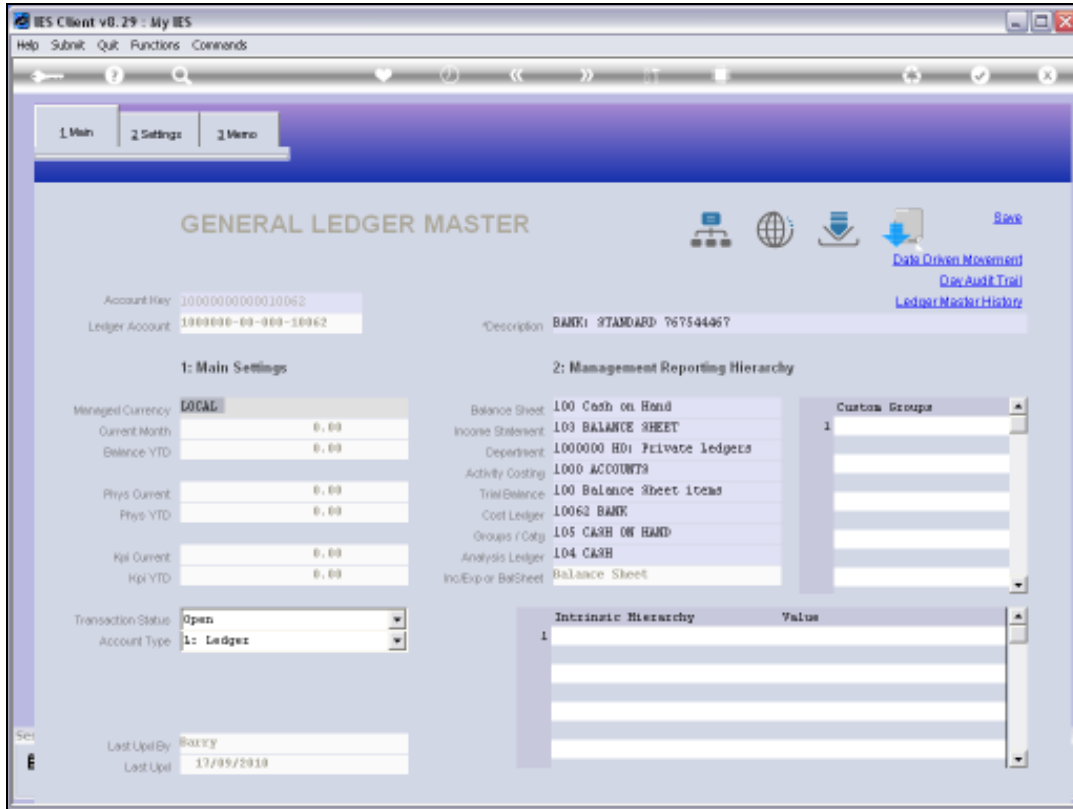 IES Client v8.29 : My IES
Help Submit Quit Functions Commands
1 Main 2 Settings 3 Memo
GENERAL LEDGER MASTER
Save
Date Driven Movement
Day Audit Trail
Ledger Master History
Account Key 10000000000010062
Ledger Account 1000000-00-000-10062
*Description BANK: STANDARD 767544467
1: Main Settings
2: Management Reporting Hierarchy
Managed Currency LOCAL
Current Month 0.00
Balance YTD 0.00
Phys Current 0.00
Phys YTD 0.00
Kpi Current 0.00
Kpi YTD 0.00
Balance Sheet 100 Cash on Hand
Income Statement 103 BALANCE SHEET
Department 1000000 HO: Private ledgers
Activity Costing 1000 ACCOUNTS
Trial Balance 100 Balance Sheet items
Cost Ledger 10062 BANK
Groups / Catg 105 CASH ON HAND
Analysis Ledger 104 CASH
Inc/Exp or BalSheet Balance Sheet
Custom Groups
1
Transaction Status Open
Account Type 1: Ledger
Intrinsic Hierarchy Value
1
Last Upd By Barry
Last Upd 17/09/2010